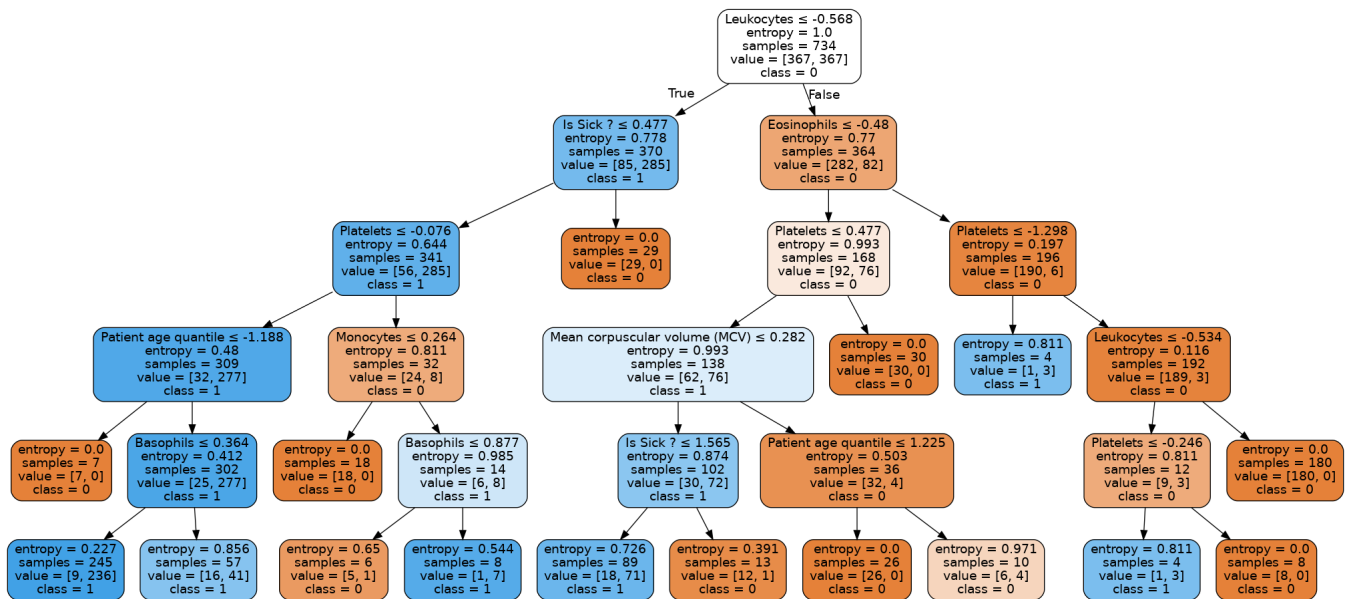 Leukocytes ≤ -0.568
entropy = 1.0
samples = 734
value = [367, 367]
class = 0
True
False
Is Sick ? ≤ 0.477
entropy = 0.778
samples = 370
value = [85, 285]
class = 1
Eosinophils ≤ -0.48
entropy = 0.77
samples = 364
value = [282, 82]
class = 0
Platelets ≤ -0.076
entropy = 0.644
samples = 341
value = [56, 285]
class = 1
entropy = 0.0
samples = 29
value = [29, 0]
class = 0
Platelets ≤ 0.477
entropy = 0.993
samples = 168
value = [92, 76]
class = 0
Platelets ≤ -1.298
entropy = 0.197
samples = 196
value = [190, 6]
class = 0
Patient age quantile ≤ -1.188
entropy = 0.48
samples = 309
value = [32, 277]
class = 1
Monocytes ≤ 0.264
entropy = 0.811
samples = 32
value = [24, 8]
class = 0
Mean corpuscular volume (MCV) ≤ 0.282
entropy = 0.993
samples = 138
value = [62, 76]
class = 1
entropy = 0.0
samples = 30
value = [30, 0]
class = 0
entropy = 0.811
samples = 4
value = [1, 3]
class = 1
Leukocytes ≤ -0.534
entropy = 0.116
samples = 192
value = [189, 3]
class = 0
entropy = 0.0
samples = 7
value = [7, 0]
class = 0
Basophils ≤ 0.364
entropy = 0.412
samples = 302
value = [25, 277]
class = 1
entropy = 0.0
samples = 18
value = [18, 0]
class = 0
Basophils ≤ 0.877
entropy = 0.985
samples = 14
value = [6, 8]
class = 1
Is Sick ? ≤ 1.565
entropy = 0.874
samples = 102
value = [30, 72]
class = 1
Patient age quantile ≤ 1.225
entropy = 0.503
samples = 36
value = [32, 4]
class = 0
Platelets ≤ -0.246
entropy = 0.811
samples = 12
value = [9, 3]
class = 0
entropy = 0.0
samples = 180
value = [180, 0]
class = 0
entropy = 0.227
samples = 245
value = [9, 236]
class = 1
entropy = 0.856
samples = 57
value = [16, 41]
class = 1
entropy = 0.65
samples = 6
value = [5, 1]
class = 0
entropy = 0.544
samples = 8
value = [1, 7]
class = 1
entropy = 0.726
samples = 89
value = [18, 71]
class = 1
entropy = 0.391
samples = 13
value = [12, 1]
class = 0
entropy = 0.0
samples = 26
value = [26, 0]
class = 0
entropy = 0.971
samples = 10
value = [6, 4]
class = 0
entropy = 0.811
samples = 4
value = [1, 3]
class = 1
entropy = 0.0
samples = 8
value = [8, 0]
class = 0